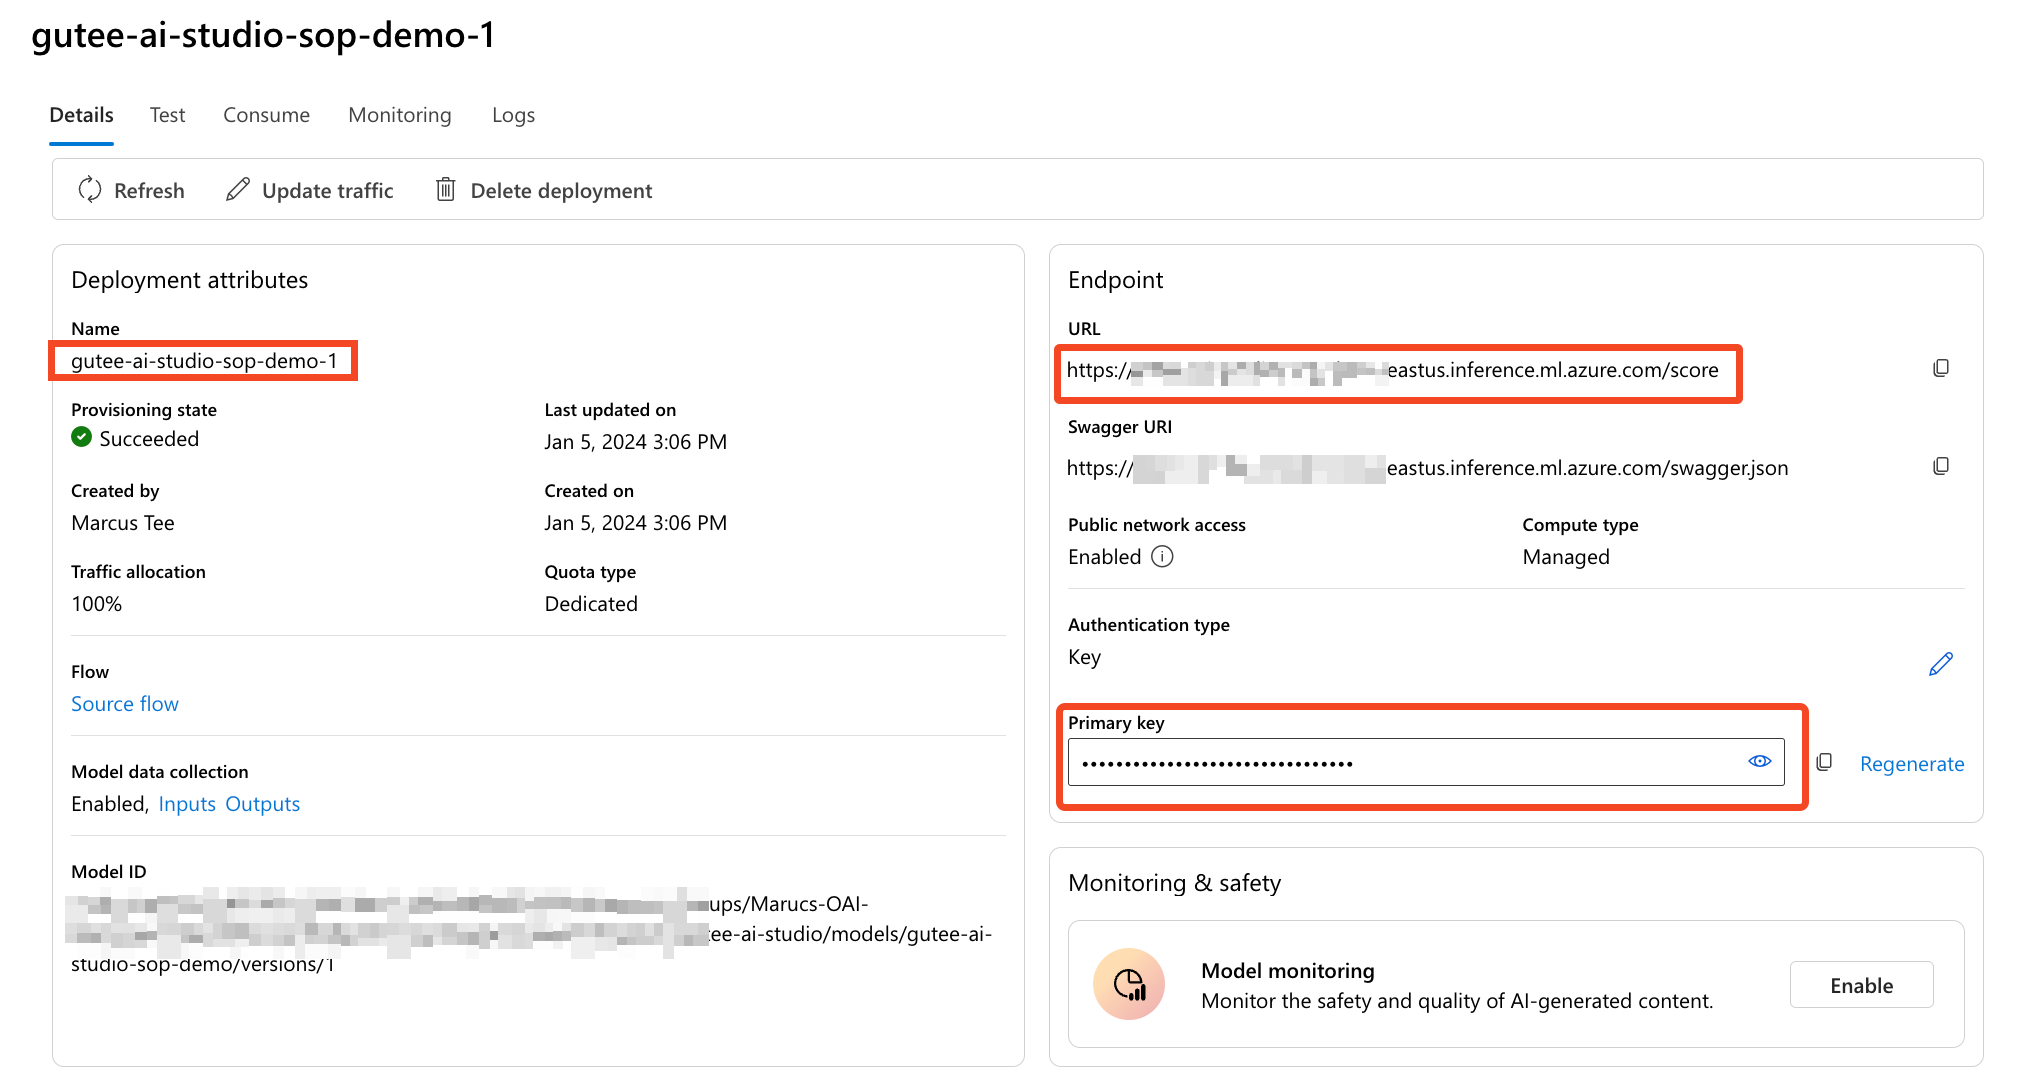 gutee-ai-studio-sop-demo-1
Details Test Consume Monitoring Logs
Refresh Update traffic Delete deployment
Deployment attributes
Name
gutee-ai-studio-sop-demo-1
Provisioning state Last updated on
Succeeded Jan 5, 2024 3:06 PM
Created by Created on
Marcus Tee Jan 5, 2024 3:06 PM
Traffic allocation Quota type
100% Dedicated
Flow
Source flow
Model data collection
Enabled, Inputs Outputs
Model ID
ups/Marucs-OAI-
tee-ai-studio/models/gutee-ai-
studio-sop-demo/versions/1
Endpoint
URL
https:// eastus.inference.ml.azure.com/score
Swagger URI
https:// eastus.inference.ml.azure.com/swagger.json
Public network access Compute type
Enabled Managed
Authentication type
Key
Primary key
Regenerate
Monitoring & safety
Model monitoring
Monitor the safety and quality of AI-generated content.
Enable